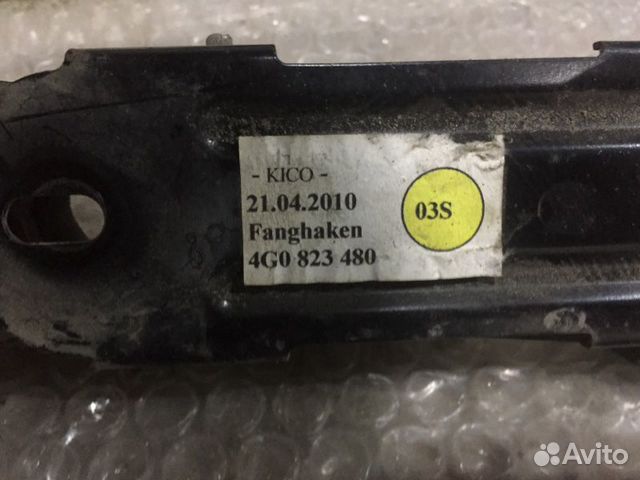 - KICO -
21.04.2010
Fanghaken
4G0 823 480
03S
Avito